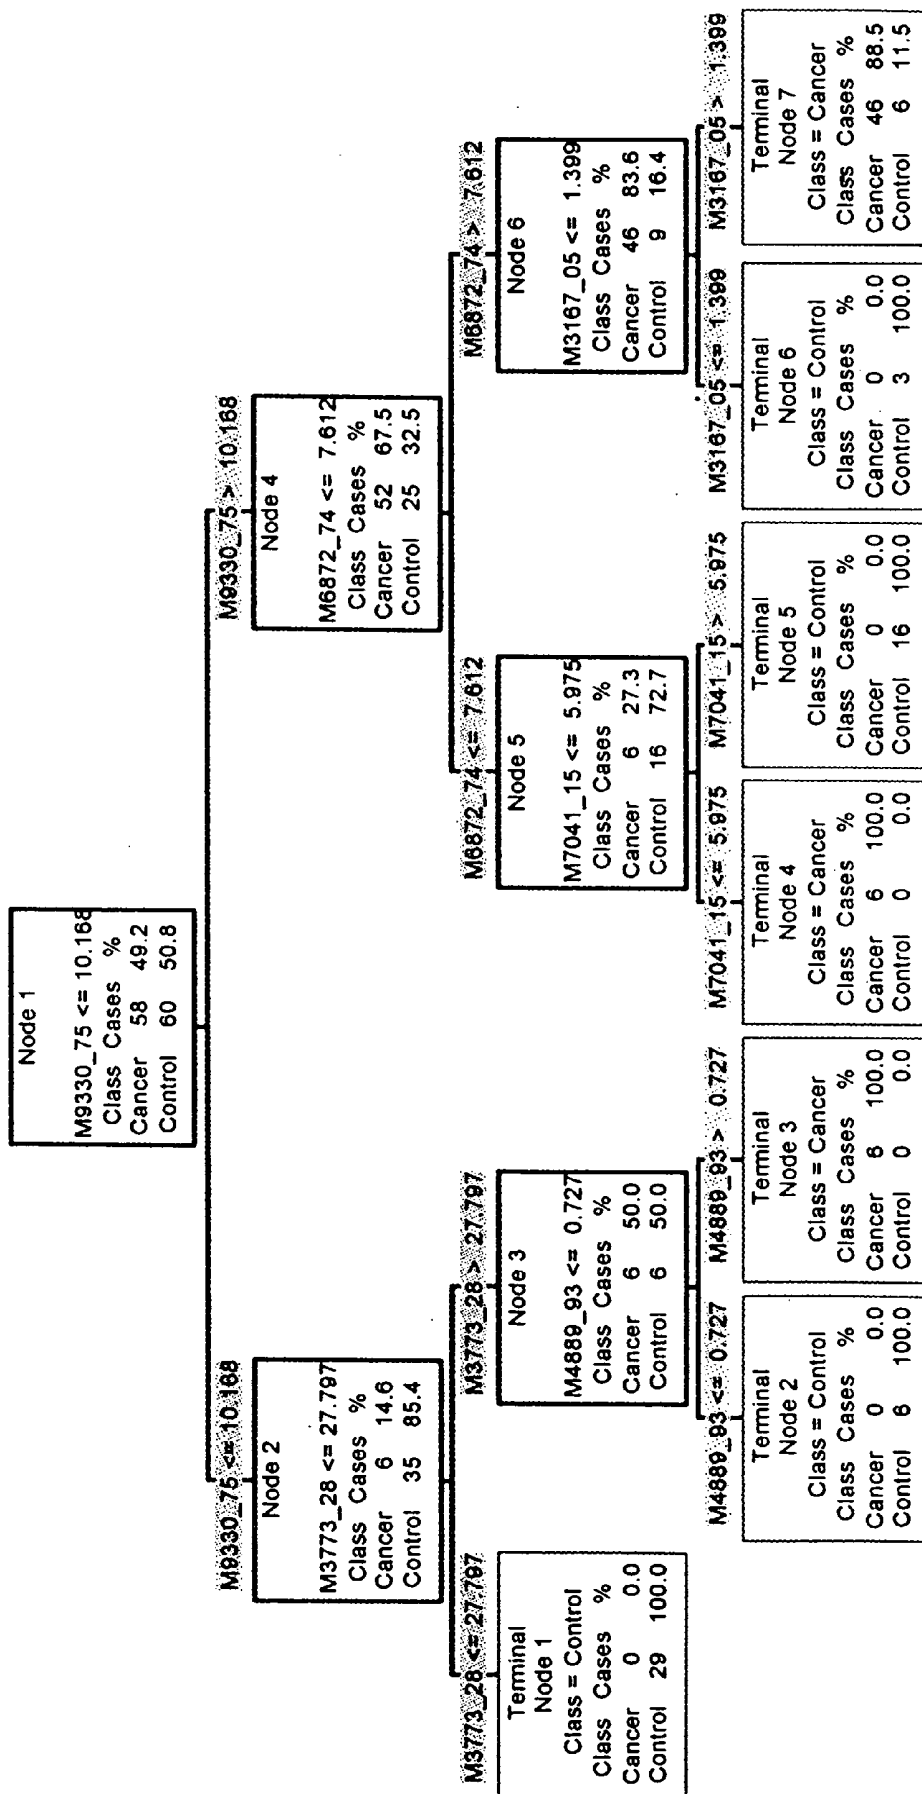 Node 1
M9330_75 <= 10.168
Class Cases %
Cancer 58 49.2
Control 60 50.8
M9330_75 <= 10.168
M9330_75 > 10.168
Node 2
M3773_28 <= 27.797
Class Cases %
Cancer 6 14.6
Control 35 85.4
Node 4
M6872_74 <= 7.612
Class Cases %
Cancer 52 67.5
Control 25 32.5
M3773_28 <= 27.797
M3773_28 > 27.797
M6872_74 <= 7.612
M6872_74 > 7.612
Terminal
Node 1
Class = Control
Class Cases %
Cancer 0 0.0
Control 29 100.0
Node 3
M4889_93 <= 0.727
Class Cases %
Cancer 6 50.0
Control 6 50.0
Node 5
M7041_15 <= 5.975
Class Cases %
Cancer 6 27.3
Control 16 72.7
Node 6
M3167_05 <= 1.399
Class Cases %
Cancer 46 83.6
Control 9 16.4
M4889_93 <= 0.727
M4889_93 > 0.727
M7041_15 <= 5.975
M7041_15 > 5.975
M3167_05 <= 1.399
M3167_05 > 1.399
Terminal
Node 2
Class = Control
Class Cases %
Cancer 0 0.0
Control 6 100.0
Terminal
Node 3
Class = Cancer
Class Cases %
Cancer 6 100.0
Control 0 0.0
Terminal
Node 4
Class = Cancer
Class Cases %
Cancer 6 100.0
Control 0 0.0
Terminal
Node 5
Class = Control
Class Cases %
Cancer 0 0.0
Control 16 100.0
Terminal
Node 6
Class = Control
Class Cases %
Cancer 0 0.0
Control 3 100.0
Terminal
Node 7
Class = Cancer
Class Cases %
Cancer 46 88.5
Control 6 11.5